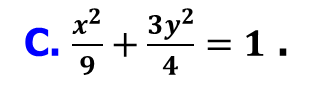 C. x²/9 + 3y²/4 = 1 .